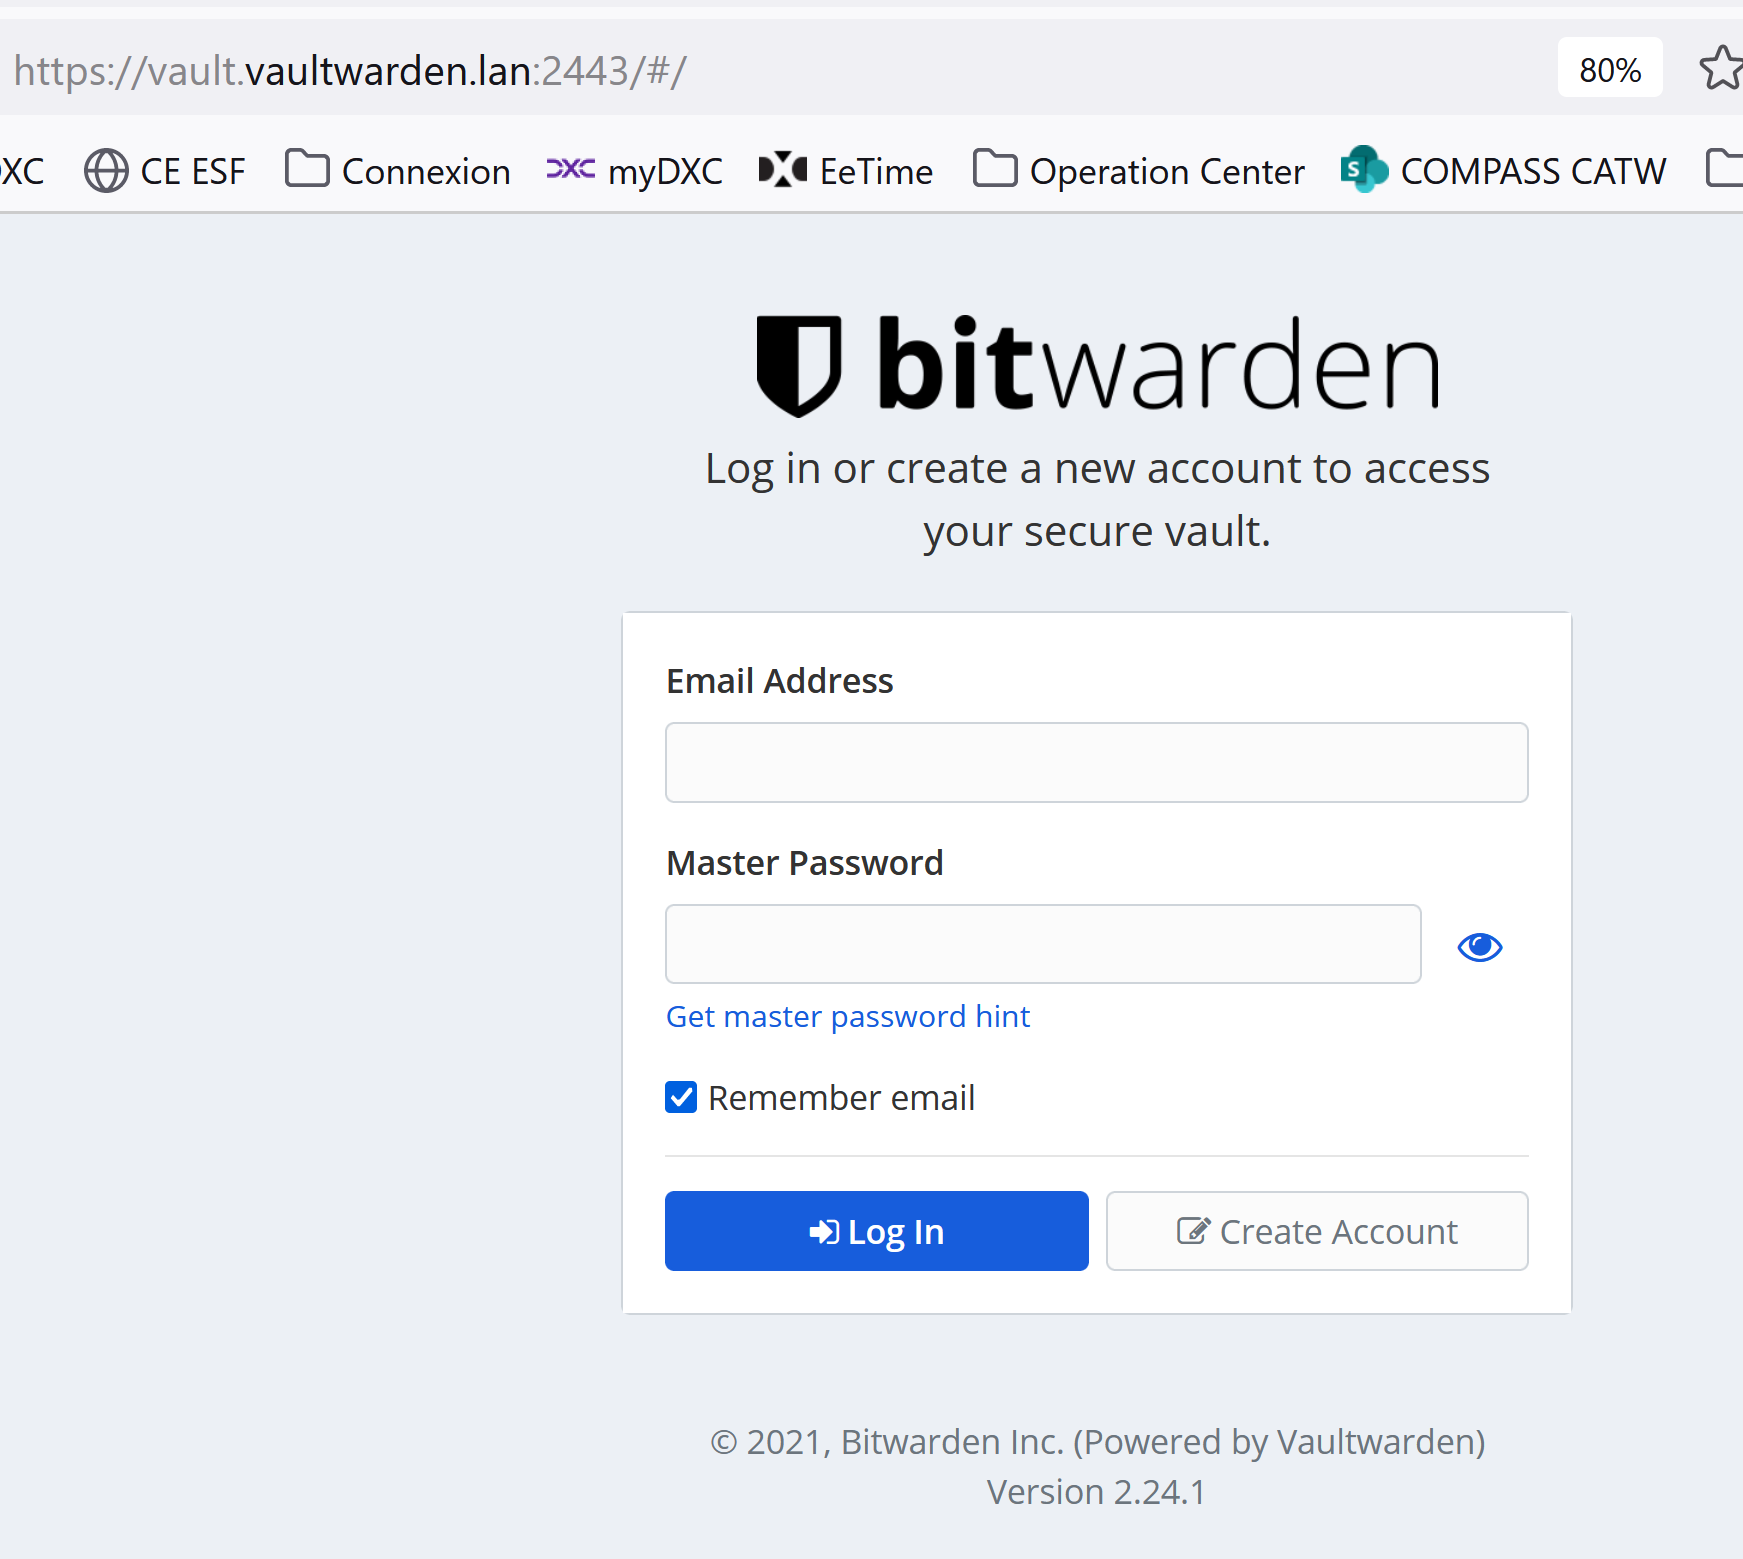 https://vault.vaultwarden.lan:2443/#/ 80%
XC CE ESF Connexion myDXC EeTime Operation Center COMPASS CATW
bitwarden
Log in or create a new account to access
your secure vault.
Email Address
Master Password
Get master password hint
Remember email
Log In Create Account
© 2021, Bitwarden Inc. (Powered by Vaultwarden)
Version 2.24.1